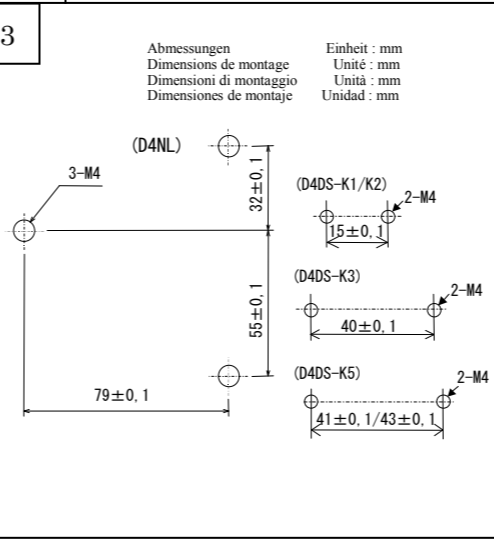 3
Abmessungen Einheit : mm
Dimensions de montage Unité : mm
Dimensioni di montaggio Unità : mm
Dimensiones de montaje Unidad : mm
(D4NL)
3-M4
32±0,1
(D4DS-K1/K2)
2-M4
15±0,1
55±0,1
(D4DS-K3)
2-M4
40±0,1
79±0,1
(D4DS-K5)
2-M4
41±0,1/43±0,1